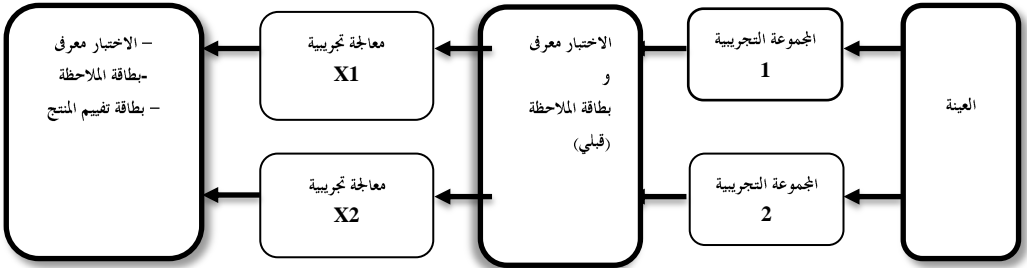 العينة
المجموعة التجريبية
1
المجموعة التجريبية
2
الاختبار معرفى
و
بطاقة الملاحظة
(قبلي)
معالجة تجريبية
X1
معالجة تجريبية
X2
– الاختبار معرفى
-بطاقة الملاحظة
– بطاقة تفييم المنتج